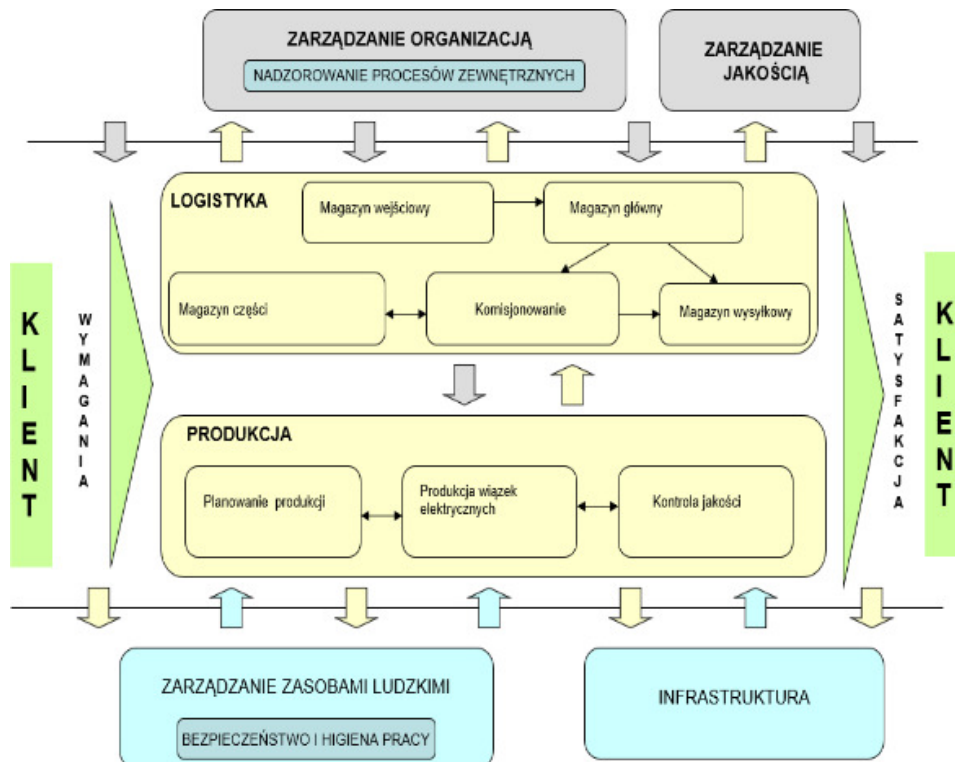 ZARZĄDZANIE ORGANIZACJĄ
NADZOROWANIE PROCESÓW ZEWNĘTRZNYCH
ZARZĄDZANIE
JAKOŚCIĄ
LOGISTYKA
Magazyn wejściowy
Magazyn główny
Magazyn części
Komisjonowanie
Magazyn wysyłkowy
KLIENT
WYMAGANIA
SATYSFAKCJA
KLIENT
PRODUKCJA
Planowanie produkcji
Produkcja wiązek
elektrycznych
Kontrola jakości
ZARZĄDZANIE ZASOBAMI LUDZKIMI
BEZPIECZEŃSTWO I HIGIENA PRACY
INFRASTRUKTURA